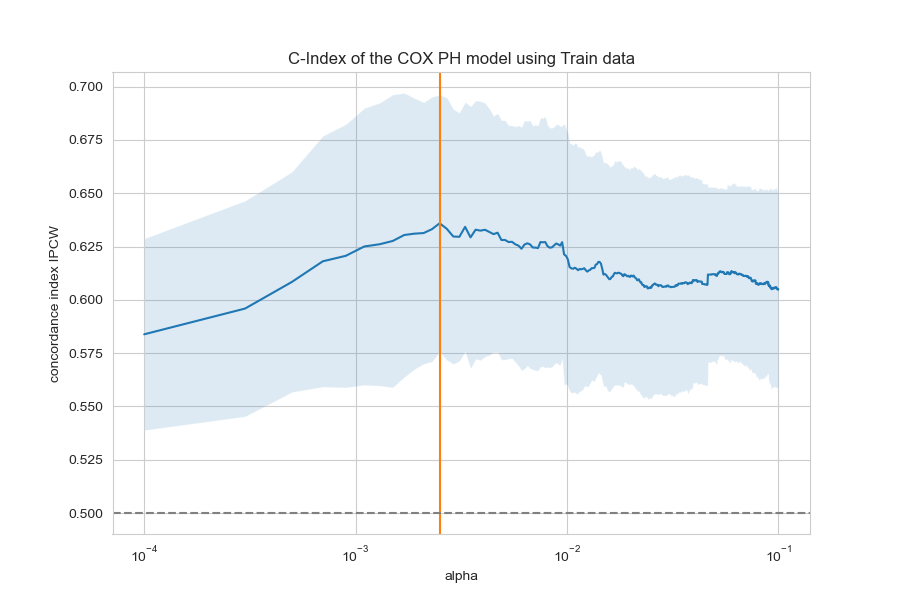 C-Index of the COX PH model using Train data
concordance index IPCW
0.700
0.675
0.650
0.625
0.600
0.575
0.550
0.525
0.500
10⁻⁴ 10⁻³ 10⁻² 10⁻¹
alpha